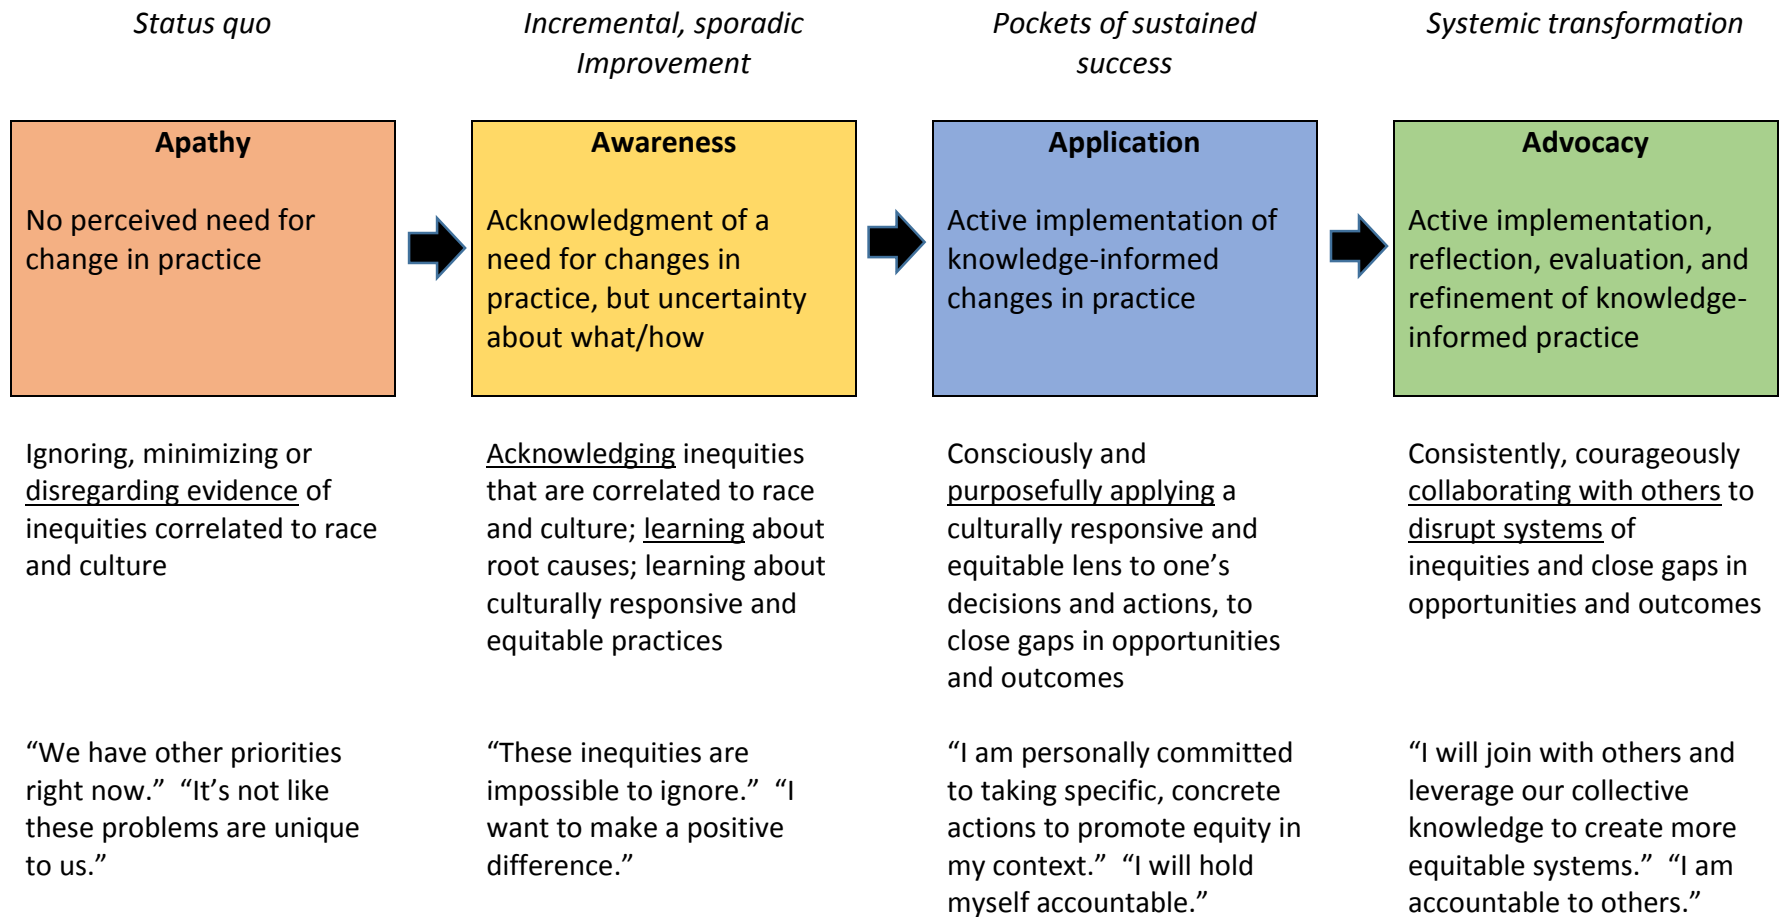 Status quo
Incremental, sporadic
Improvement
Pockets of sustained
success
Systemic transformation
Apathy
No perceived need for
change in practice
Awareness
Acknowledgment of a
need for changes in
practice, but uncertainty
about what/how
Application
Active implementation of
knowledge-informed
changes in practice
Advocacy
Active implementation,
reflection, evaluation, and
refinement of knowledge-
informed practice
Ignoring, minimizing or
disregarding evidence of
inequities correlated to race
and culture
Acknowledging inequities
that are correlated to race
and culture; learning about
root causes; learning about
culturally responsive and
equitable practices
Consciously and
purposefully applying a
culturally responsive and
equitable lens to one’s
decisions and actions, to
close gaps in opportunities
and outcomes
Consistently, courageously
collaborating with others to
disrupt systems of
inequities and close gaps in
opportunities and outcomes
“We have other priorities
right now.”  “It’s not like
these problems are unique
to us.”
“These inequities are
impossible to ignore.”  “I
want to make a positive
difference.”
“I am personally committed
to taking specific, concrete
actions to promote equity in
my context.”  “I will hold
myself accountable.”
“I will join with others and
leverage our collective
knowledge to create more
equitable systems.”  “I am
accountable to others.”